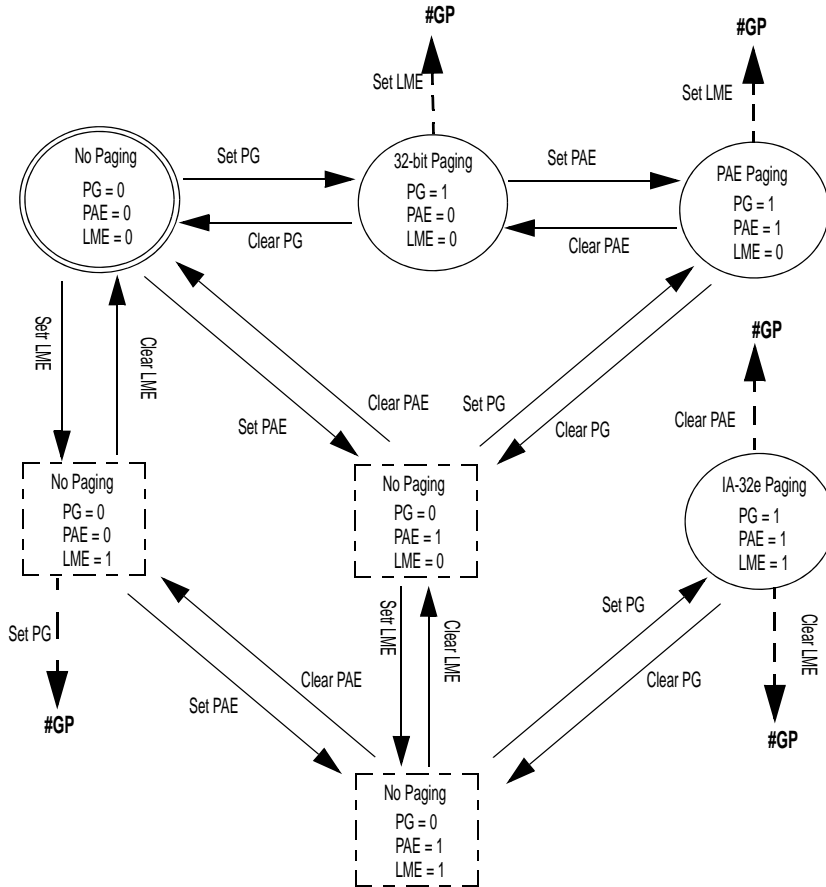 #GP
#GP
Set LME
Set LME
No Paging
PG = 0
PAE = 0
LME = 0
Set PG
Clear PG
32-bit Paging
PG = 1
PAE = 0
LME = 0
Set PAE
Clear PAE
PAE Paging
PG = 1
PAE = 1
LME = 0
Setr LME
Clear LME
Set PAE
Clear PAE
Set PG
Clear PG
#GP
Clear PAE
No Paging
PG = 0
PAE = 0
LME = 1
No Paging
PG = 0
PAE = 1
LME = 0
IA-32e Paging
PG = 1
PAE = 1
LME = 1
Set PG
#GP
Set PAE
Clear PAE
Setr LME
Clear LME
Set PG
Clear PG
Clear LME
#GP
No Paging
PG = 0
PAE = 1
LME = 1